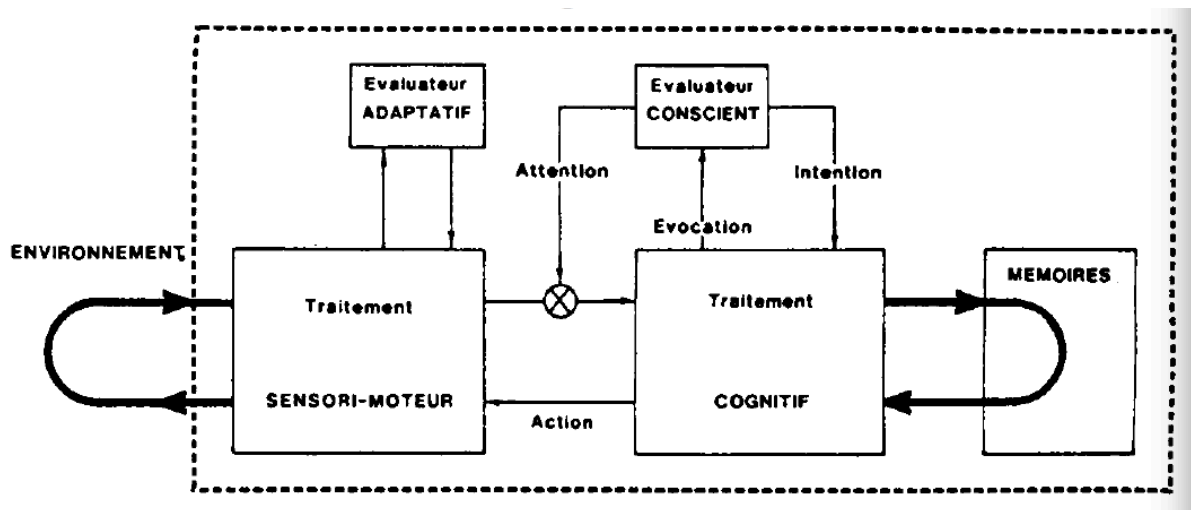 Evaluateur
ADAPTATIF
Evaluateur
CONSCIENT
Attention
Intention
Evocation
ENVIRONNEMENT
Traitement
SENSORI-MOTEUR
Traitement
COGNITIF
MEMOIRES
Action